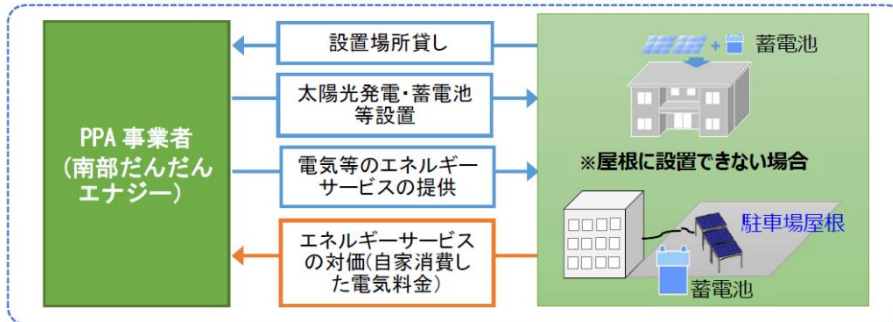 PPA 事業者
(南部だんだん
エナジー)
設置場所貸し
太陽光発電・蓄電池
等設置
電気等のエネルギー
サービスの提供
エネルギーサービス
の対価(自家消費し
た電気料金)
+
蓄電池
※屋根に設置できない場合
駐車場屋根
蓄電池